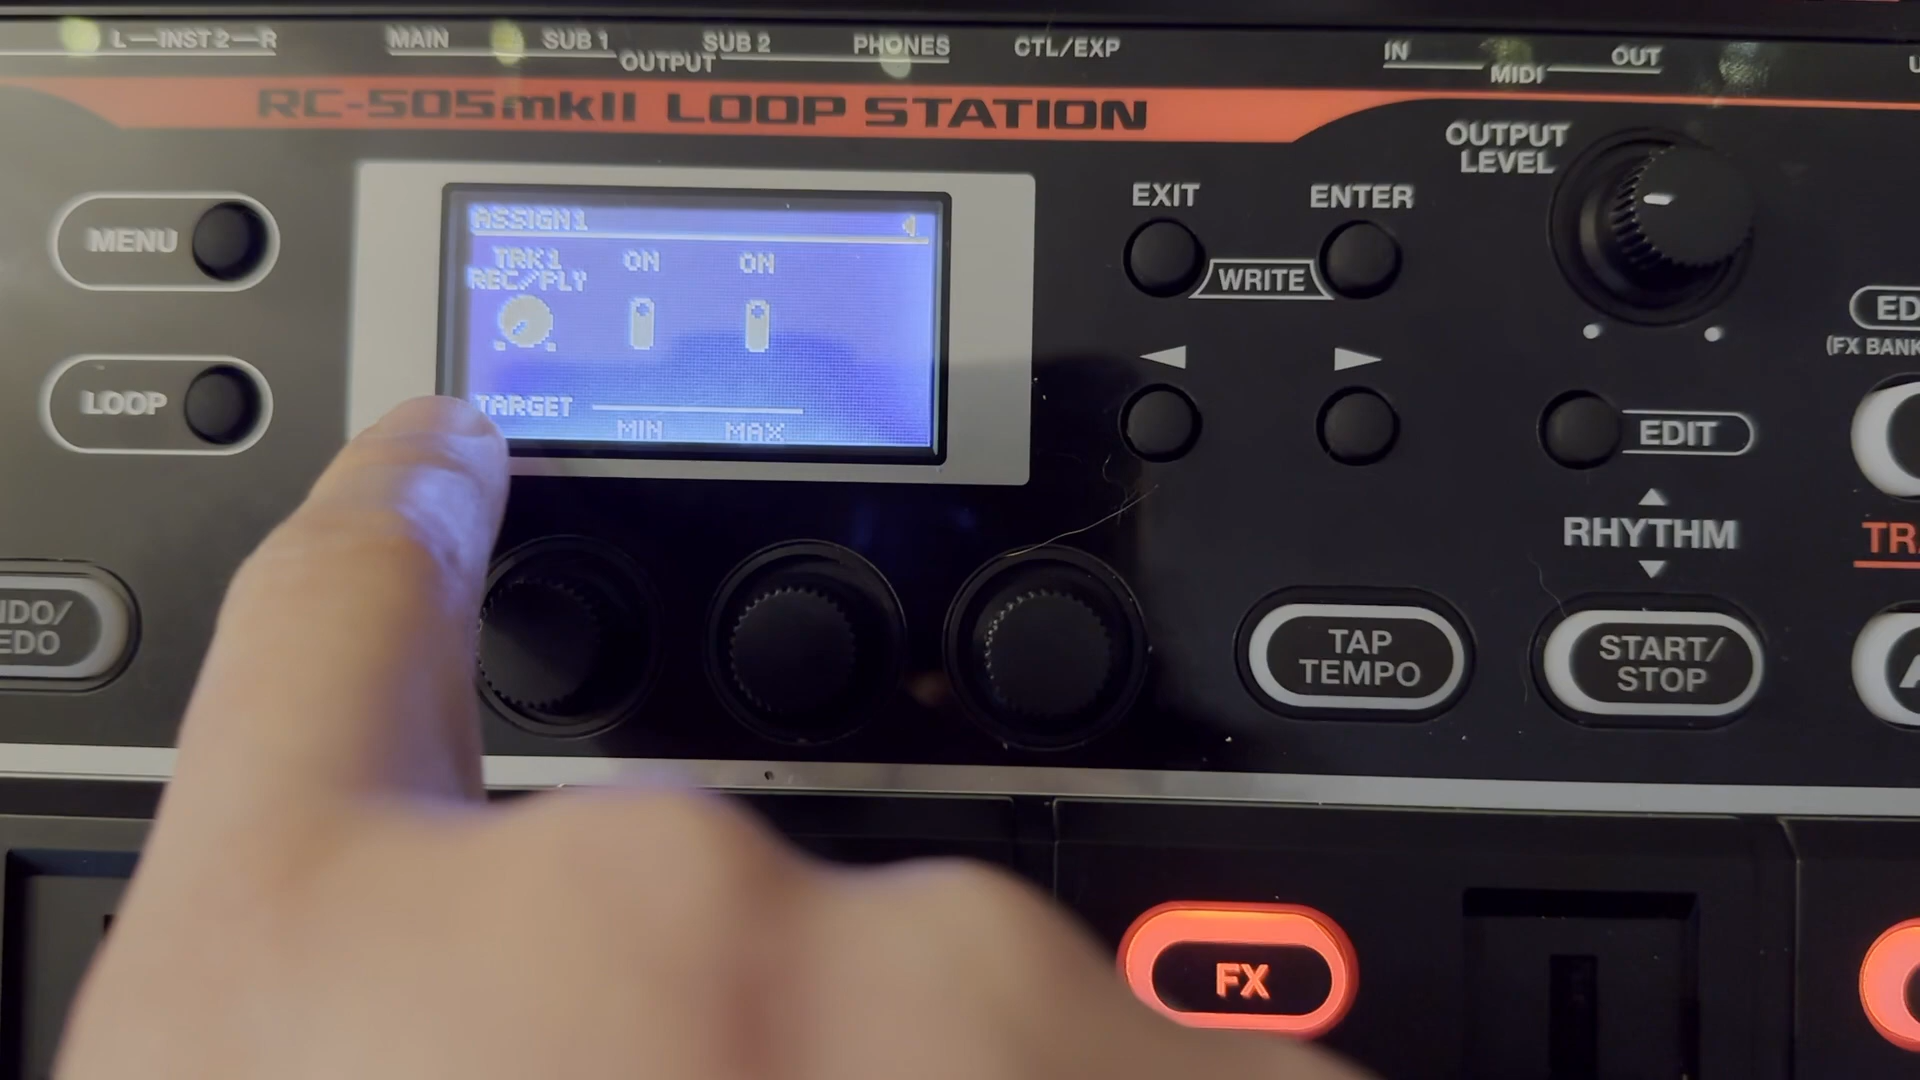 L—INST 2—R
MAIN SUB 1 SUB 2 PHONES CTL/EXP
OUTPUT
IN OUT
MIDI
RC-505mkII LOOP STATION
OUTPUT
LEVEL
MENU
LOOP
ASSIGN1
TRK1 ON ON
REC/PLY
TARGET
MIN MAX
EXIT ENTER
WRITE
◀ ▶
EDIT
(FX BANK
▲
RHYTHM
▼
TAP
TEMPO
START/
STOP
FX